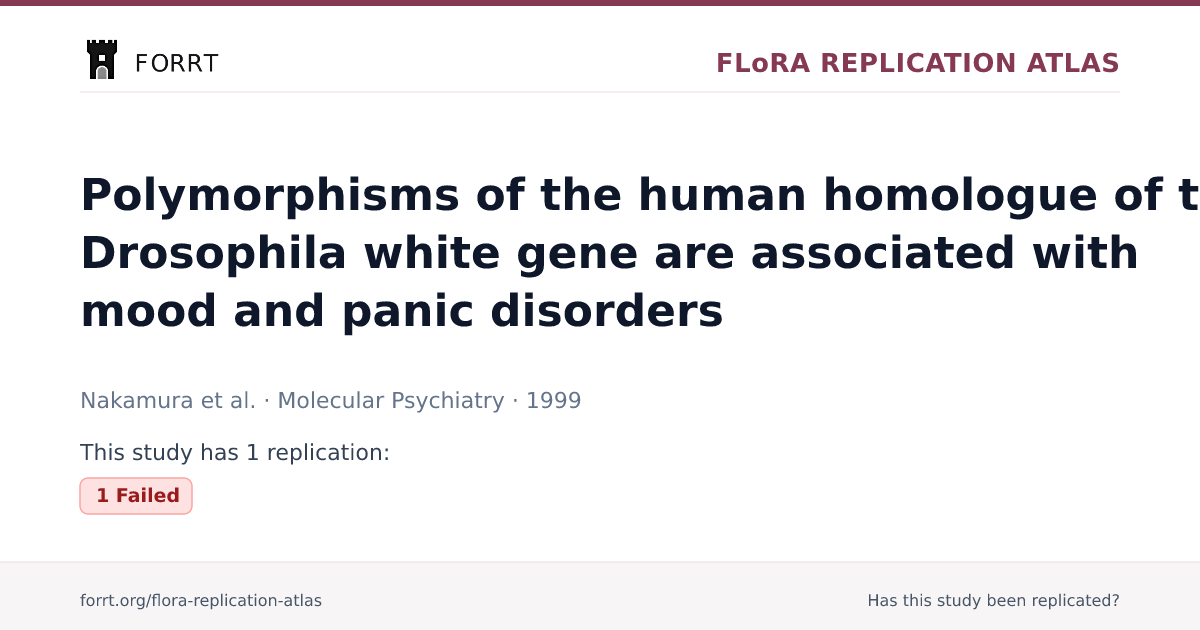 FORRT
FLoRA REPLICATION ATLAS
Polymorphisms of the human homologue of t
Drosophila white gene are associated with
mood and panic disorders
Nakamura et al. · Molecular Psychiatry · 1999
This study has 1 replication:
1 Failed
forrt.org/flora-replication-atlas
Has this study been replicated?